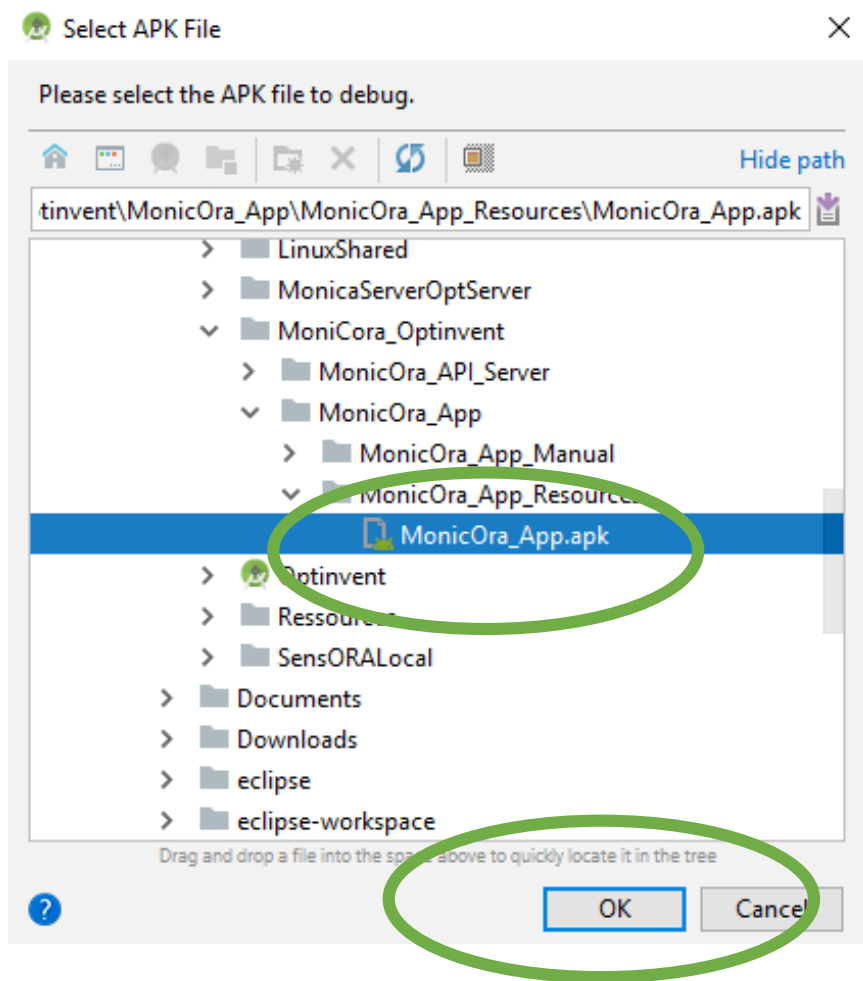 Select APK File
Please select the APK file to debug.
Hide path
tinvent\MonicOra_App\MonicOra_App_Resources\MonicOra_App.apk
LinuxShared
MonicaServerOptServer
MoniCora_Optinvent
MonicOra_API_Server
MonicOra_App
MonicOra_App_Manual
MonicOra_App_Resources
MonicOra_App.apk
Optinvent
Ressources
SensORALocal
Documents
Downloads
eclipse
eclipse-workspace
Drag and drop a file into the space above to quickly locate it in the tree
? OK Cancel